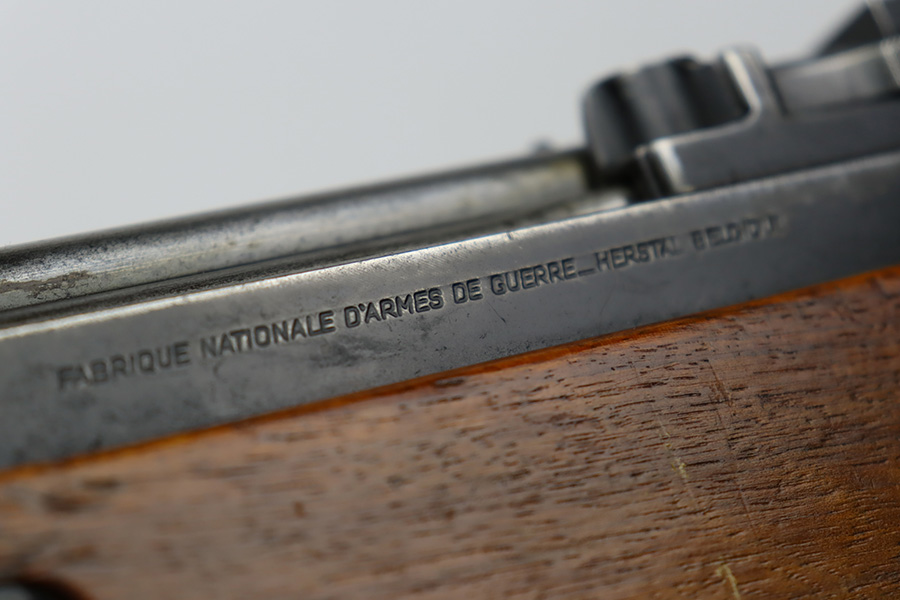 FABRIQUE NATIONALE D'ARMES DE GUERRE_HERSTAL BELGIQUE